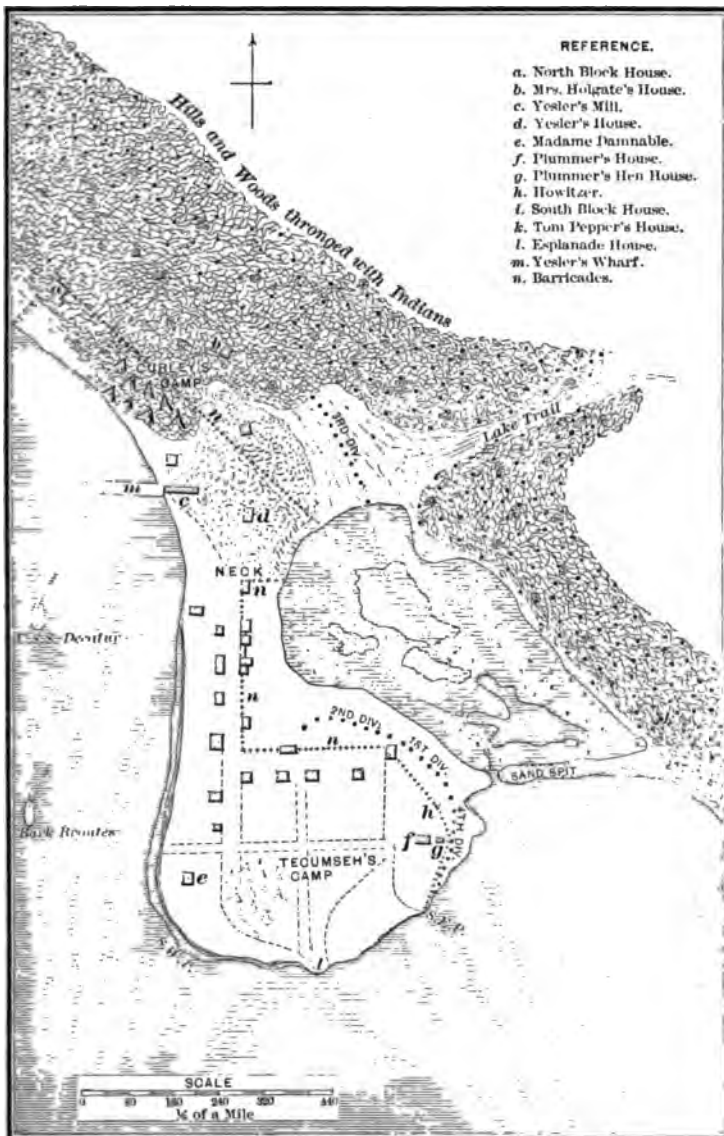 REFERENCE.
a. North Block House.
b. Mrs. Holgate's House.
c. Yesler's Mill.
d. Yesler's House.
e. Madame Damnable.
f. Plummer's House.
g. Plummer's Hen House.
h. Howitzer.
i. South Block House.
k. Tom Pepper's House.
l. Esplanade House.
m. Yesler's Wharf.
n. Barricades.
Hills and Woods thronged with Indians
a
b
CURLEY'S
CAMP
n
3RD DIV.
Lake Trail
m
c
d
NECK
n
Decatur
n
2ND DIV.
n
1ST DIV.
SAND SPIT
h
4TH DIV.
Bark Brontes
f
g
TECUMSEH'S
CAMP
e
l
SCALE
0 80 160 240 320 440
⅛ of a Mile